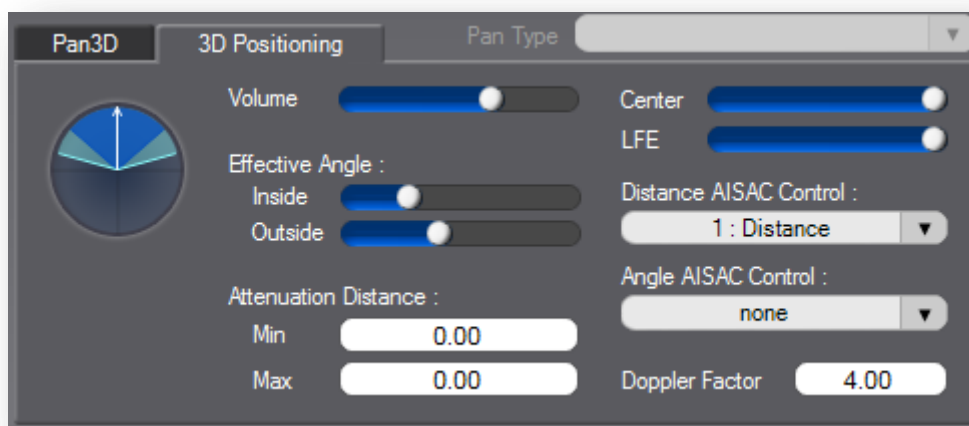 Pan3D
3D Positioning
Pan Type
Volume
Effective Angle :
Inside
Outside
Attenuation Distance :
Min 0.00
Max 0.00
Center
LFE
Distance AISAC Control :
1 : Distance
Angle AISAC Control :
none
Doppler Factor 4.00